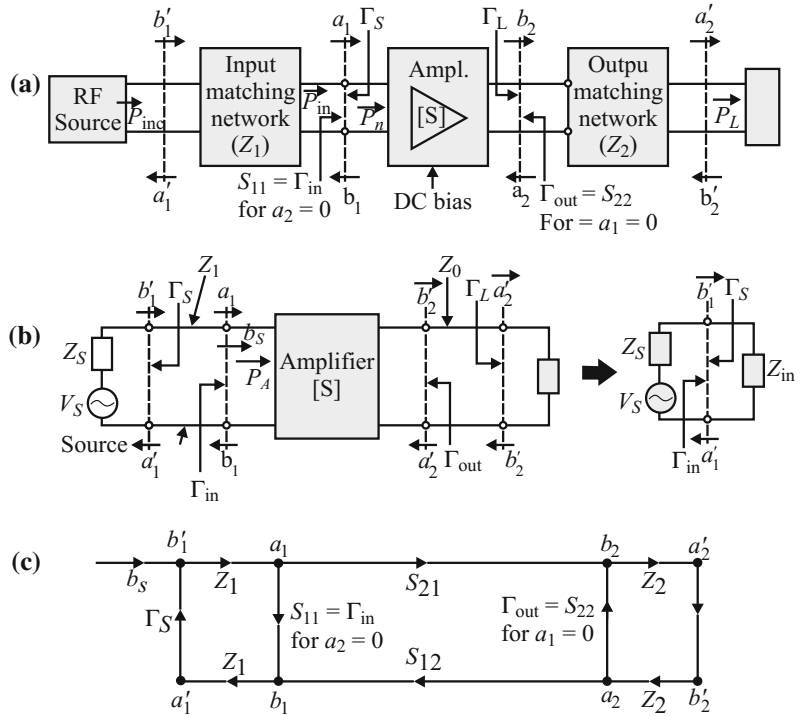 (a)
b′1
a1
ΓS
ΓL
b2
a′2
RF
Source
Pinc
Input
matching
network
(Z1)
Pin
Pn
Ampl.
[S]
Outpu
matching
network
(Z2)
PL
a′1
S11 = Γin
for a2 = 0
b1
DC bias
a2
Γout = S22
For = a1 = 0
b′2
(b)
b′1
ΓS
Z1
a1
bS
PA
ZS
VS
Source
a′1
Γin
b1
Amplifier
[S]
b′2
Z0
ΓL
a′2
a′2
Γout
b′2
b′1
ΓS
ZS
Zin
VS
Γin
a′1
(c)
bs
b′1
Z1
a1
S21
b2
Z2
a′2
ΓS
S11 = Γin
for a2 = 0
Γout = S22
for a1 = 0
a′1
Z1
b1
S12
a2
Z2
b′2